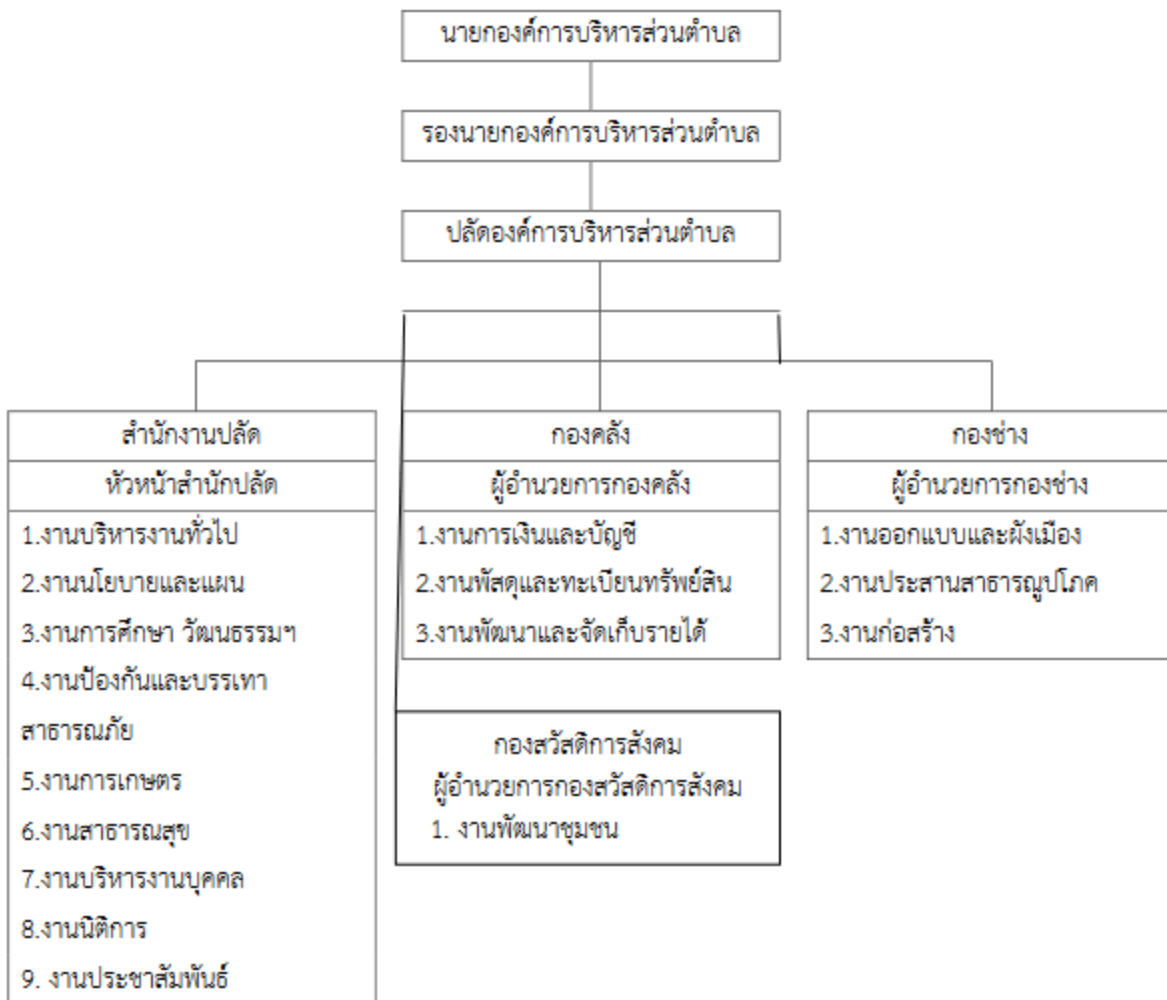 นายกองค์การบริหารส่วนตำบล
รองนายกองค์การบริหารส่วนตำบล
ปลัดองค์การบริหารส่วนตำบล
สำนักงานปลัด
หัวหน้าสำนักปลัด
1.งานบริหารงานทั่วไป
2.งานนโยบายและแผน
3.งานการศึกษา วัฒนธรรมฯ
4.งานป้องกันและบรรเทา
สาธารณภัย
5.งานการเกษตร
6.งานสาธารณสุข
7.งานบริหารงานบุคคล
8.งานนิติการ
9. งานประชาสัมพันธ์
กองคลัง
ผู้อำนวยการกองคลัง
1.งานการเงินและบัญชี
2.งานพัสดุและทะเบียนทรัพย์สิน
3.งานพัฒนาและจัดเก็บรายได้
กองสวัสดิการสังคม
ผู้อำนวยการกองสวัสดิการสังคม
1. งานพัฒนาชุมชน
กองช่าง
ผู้อำนวยการกองช่าง
1.งานออกแบบและผังเมือง
2.งานประสานสาธารณูปโภค
3.งานก่อสร้าง